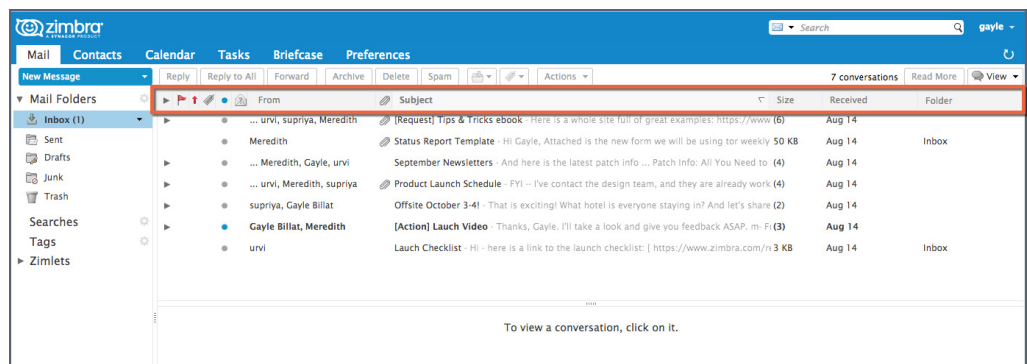 zimbra
A SYNACOR PRODUCT
Search
gayle
Mail Contacts Calendar Tasks Briefcase Preferences
New Message Reply Reply to All Forward Archive Delete Spam Actions 7 conversations Read More View
Mail Folders
From Subject Size Received Folder
Inbox (1)
... urvi, supriya, Meredith [Request] Tips & Tricks ebook - Here is a whole site full of great examples: https://www (6) Aug 14
Sent
Meredith Status Report Template - Hi Gayle, Attached is the new form we will be using tor weekly 50 KB Aug 14 Inbox
Drafts
... Meredith, Gayle, urvi September Newsletters - And here is the latest patch info ... Patch Info: All You Need to (4) Aug 14
Junk
... urvi, Meredith, supriya Product Launch Schedule - FYI -- I've contact the design team, and they are already work (4) Aug 14
Trash
supriya, Gayle Billat Offsite October 3-4! - That is exciting! What hotel is everyone staying in? And let's share (2) Aug 14
Searches
Gayle Billat, Meredith [Action] Lauch Video - Thanks, Gayle. I'll take a look and give you feedback ASAP. m- Fr (3) Aug 14
Tags
urvi Lauch Checklist - Hi - here is a link to the launch checklist: [ https://www.zimbra.com/ 3 KB Aug 14 Inbox
Zimlets
To view a conversation, click on it.